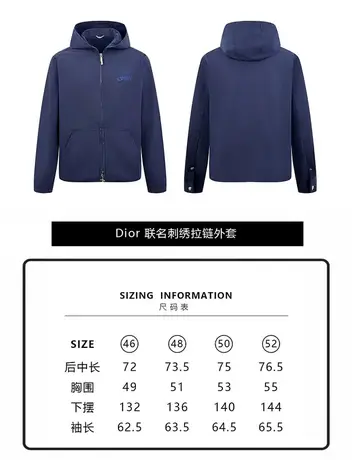 Dior 联名刺绣拉链外套
SIZING INFORMATION
尺码表
SIZE 46 48 50 52
后中长 72 73.5 75 76.5
胸围 49 51 53 55
下摆 132 136 140 144
袖长 62.5 63.5 64.5 65.5